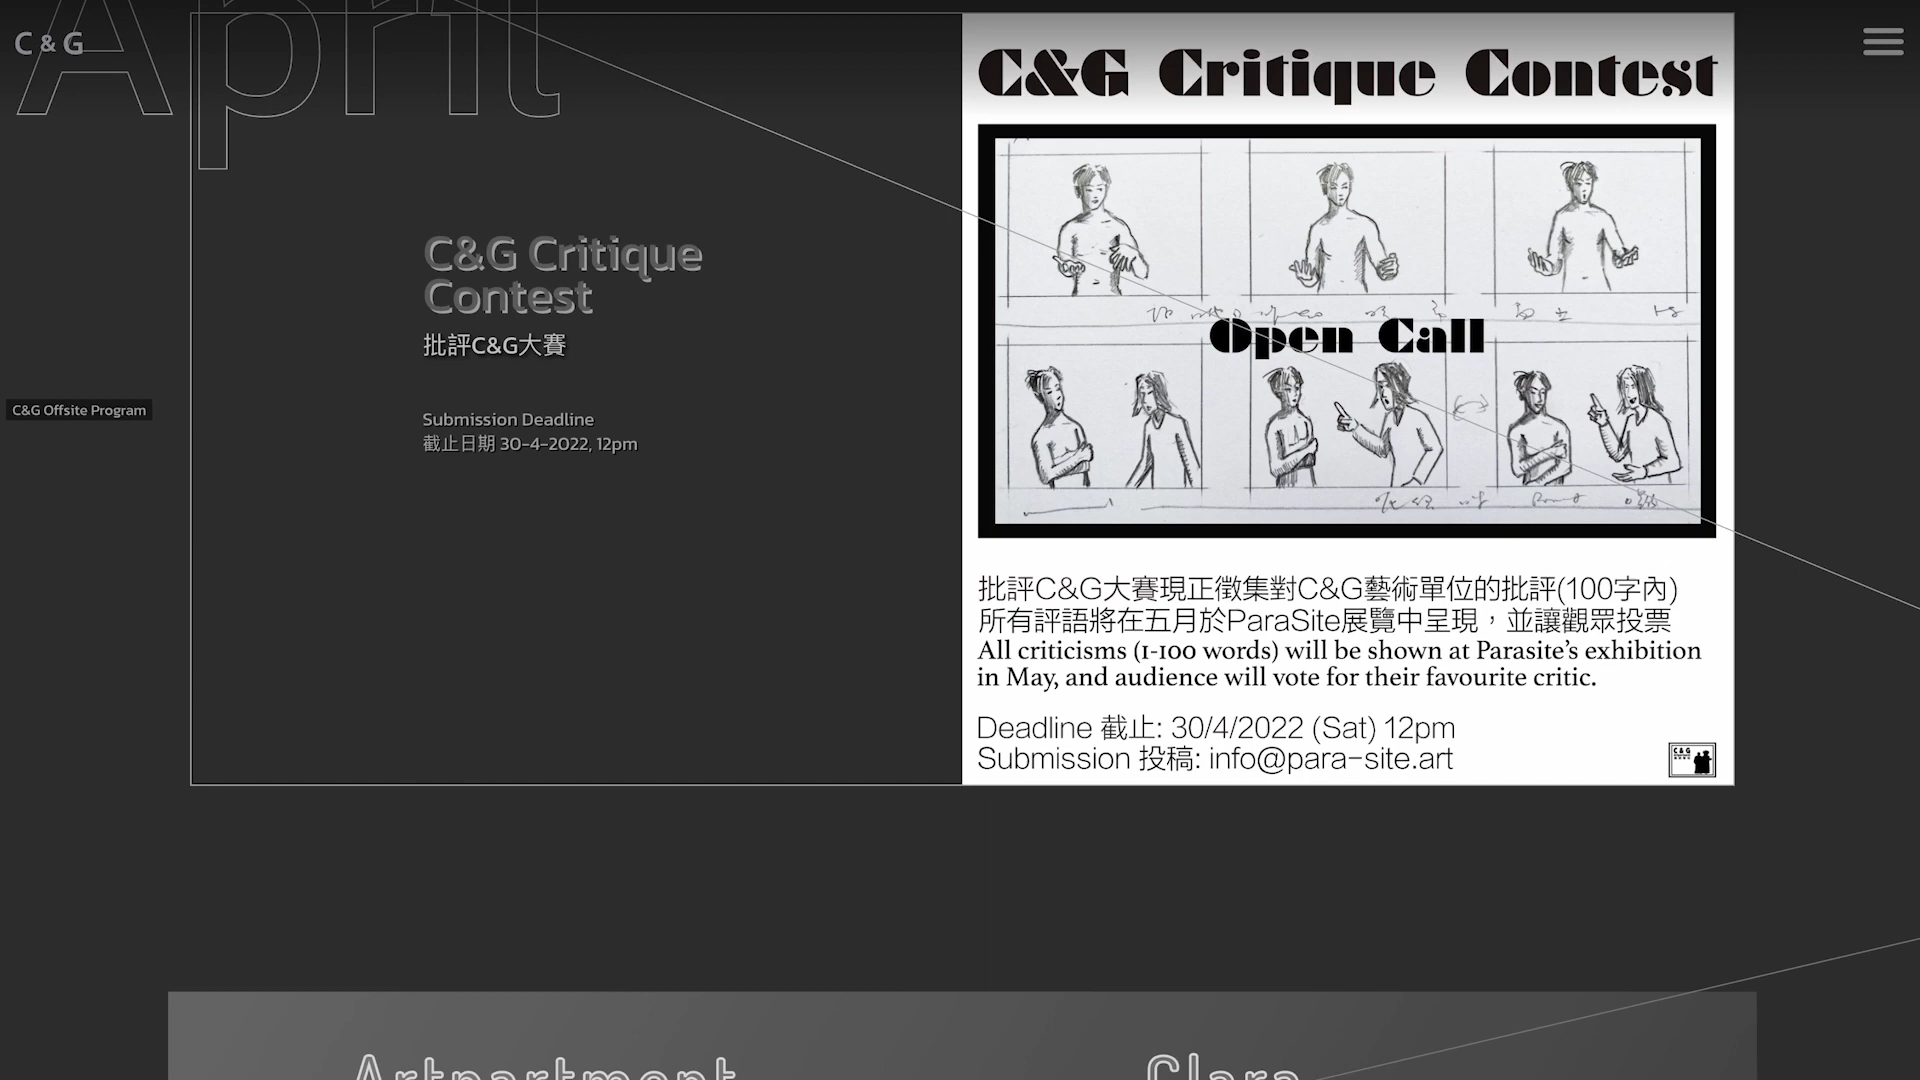 April
C & G
C&G Critique
Contest
批評C&G大賽
Submission Deadline
截止日期 30-4-2022, 12pm
C&G Offsite Program
C&G Critique Contest
Open Call
批評C&G大賽現正徵集對C&G藝術單位的批評(100字內)
所有評語將在五月於ParaSite展覽中呈現，並讓觀眾投票
All criticisms (1-100 words) will be shown at Parasite's exhibition
in May, and audience will vote for their favourite critic.
Deadline 截止: 30/4/2022 (Sat) 12pm
Submission 投稿: info@para-site.art
C & G
Artpartment
Clara